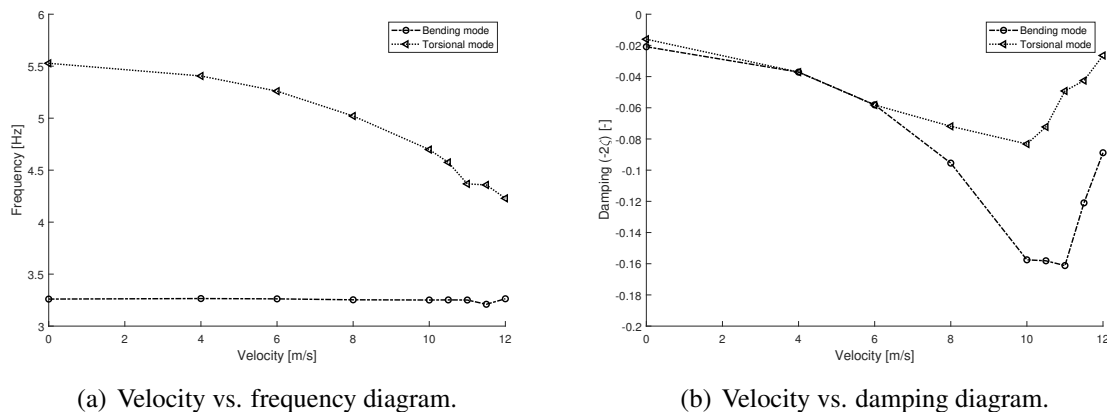 6
5.5
5
4.5
4
3.5
3
Frequency [Hz]
0 2 4 6 8 10 12
Velocity [m/s]
Bending mode
Torsional mode
(a) Velocity vs. frequency diagram.
0
-0.02
-0.04
-0.06
-0.08
-0.1
-0.12
-0.14
-0.16
-0.18
-0.2
Damping (-2ζ) [-]
0 2 4 6 8 10 12
Velocity [m/s]
Bending mode
Torsional mode
(b) Velocity vs. damping diagram.